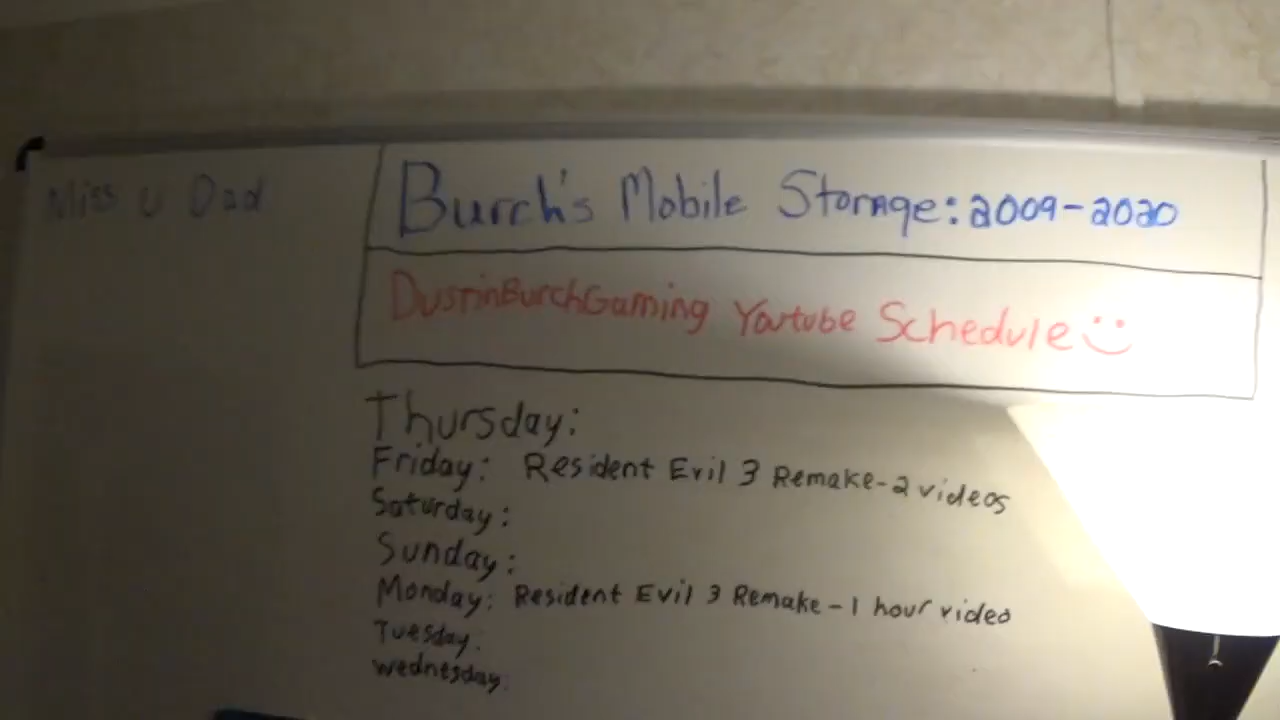 Miss U Dad
Burch's Mobile Storage: 2009-2020
DustinBurchGaming Youtube Schedule :)
Thursday:
Friday: Resident Evil 3 Remake-2 videos
Saturday:
Sunday:
Monday: Resident Evil 3 Remake-1 hour video
Tuesday:
Wednesday: